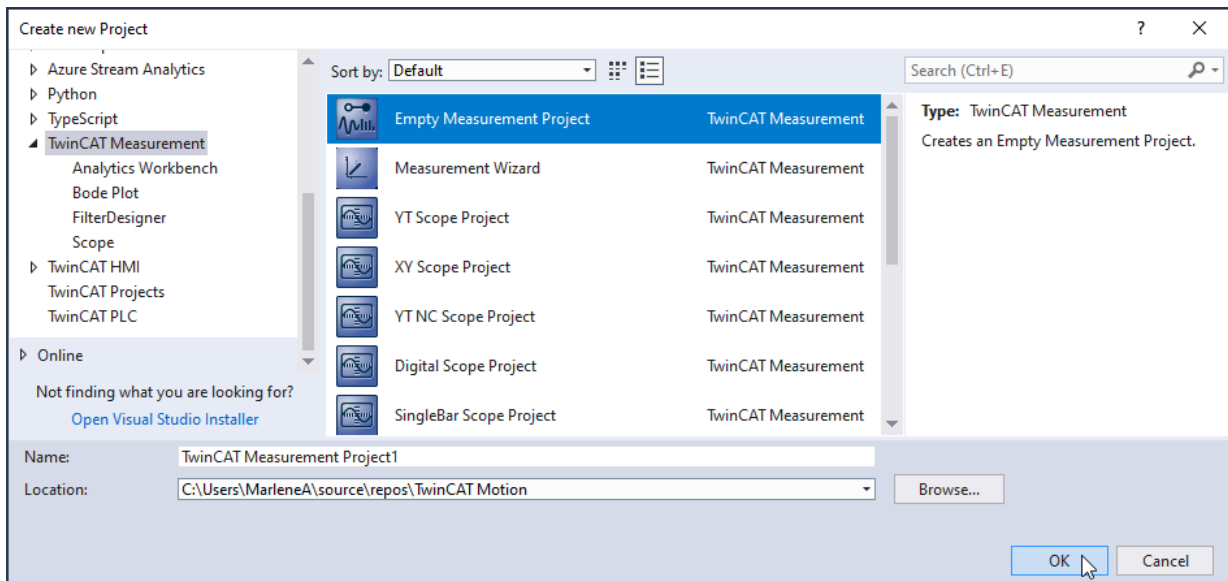 Create new Project
?
Azure Stream Analytics
Python
TypeScript
TwinCAT Measurement
Analytics Workbench
Bode Plot
FilterDesigner
Scope
TwinCAT HMI
TwinCAT Projects
TwinCAT PLC
Online
Not finding what you are looking for?
Open Visual Studio Installer
Sort by: Default
Empty Measurement Project TwinCAT Measurement
Measurement Wizard TwinCAT Measurement
YT Scope Project TwinCAT Measurement
XY Scope Project TwinCAT Measurement
YT NC Scope Project TwinCAT Measurement
Digital Scope Project TwinCAT Measurement
SingleBar Scope Project TwinCAT Measurement
Search (Ctrl+E)
Type: TwinCAT Measurement
Creates an Empty Measurement Project.
Name: TwinCAT Measurement Project1
Location: C:\Users\MarleneA\source\repos\TwinCAT Motion
Browse...
OK Cancel